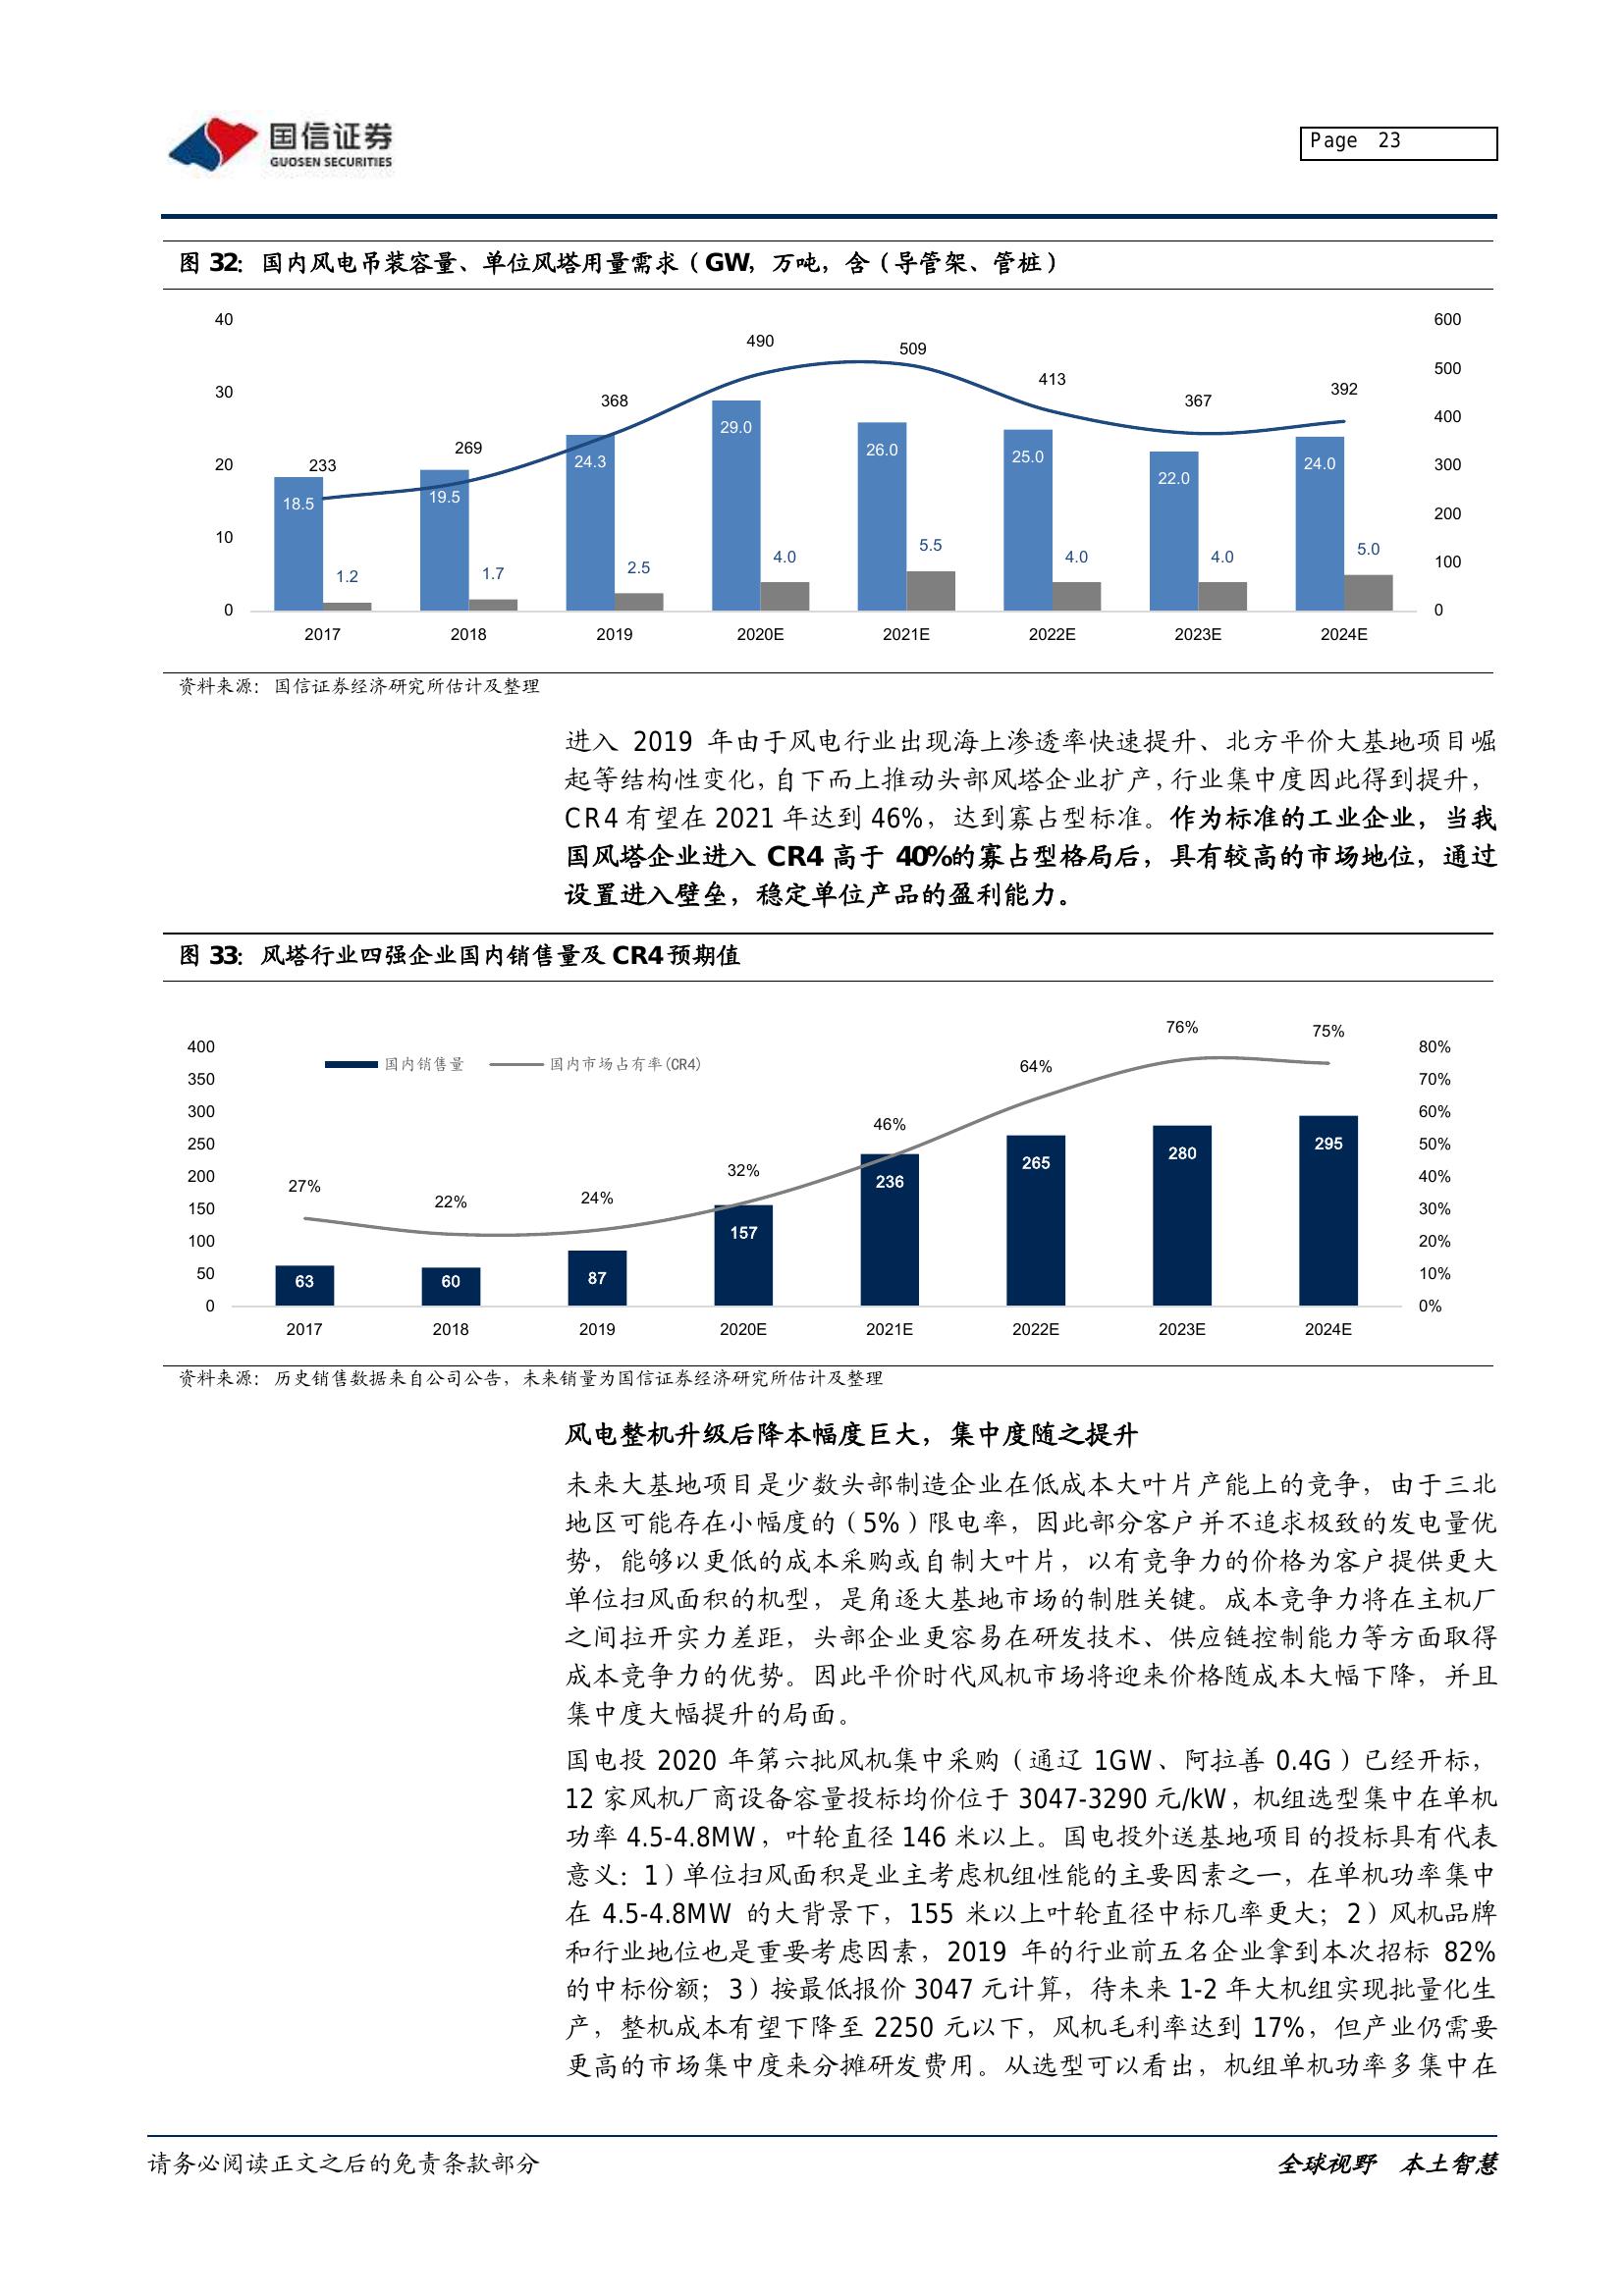 国信证券
GUOSEN SECURITIES
Page 23
图 32：国内风电吊装容量、单位风塔用量需求（GW，万吨，含（导管架、管桩）
40
30
20
10
0
600
500
400
300
200
100
0
233
269
368
490
509
413
367
392
18.5
19.5
24.3
29.0
26.0
25.0
22.0
24.0
1.2
1.7
2.5
4.0
5.5
4.0
4.0
5.0
2017
2018
2019
2020E
2021E
2022E
2023E
2024E
资料来源：国信证券经济研究所估计及整理
进入 2019 年由于风电行业出现海上渗透率快速提升、北方平价大基地项目崛
起等结构性变化，自下而上推动头部风塔企业扩产，行业集中度因此得到提升，
CR4 有望在 2021 年达到 46%，达到寡占型标准。作为标准的工业企业，当我
国风塔企业进入 CR4 高于 40%的寡占型格局后，具有较高的市场地位，通过
设置进入壁垒，稳定单位产品的盈利能力。
图 33：风塔行业四强企业国内销售量及 CR4 预期值
400
350
300
250
200
150
100
50
0
80%
70%
60%
50%
40%
30%
20%
10%
0%
国内销售量
国内市场占有率(CR4)
27%
22%
24%
32%
46%
64%
76%
75%
63
60
87
157
236
265
280
295
2017
2018
2019
2020E
2021E
2022E
2023E
2024E
资料来源：历史销售数据来自公司公告，未来销量为国信证券经济研究所估计及整理
风电整机升级后降本幅度巨大，集中度随之提升
未来大基地项目是少数头部制造企业在低成本大叶片产能上的竞争，由于三北
地区可能存在小幅度的（5%）限电率，因此部分客户并不追求极致的发电量优
势，能够以更低的成本采购或自制大叶片，以有竞争力的价格为客户提供更大
单位扫风面积的机型，是角逐大基地市场的制胜关键。成本竞争力将在主机厂
之间拉开实力差距，头部企业更容易在研发技术、供应链控制能力等方面取得
成本竞争力的优势。因此平价时代风机市场将迎来价格随成本大幅下降，并且
集中度大幅提升的局面。
国电投 2020 年第六批风机集中采购（通辽 1GW、阿拉善 0.4G）已经开标，
12 家风机厂商设备容量投标均价位于 3047-3290 元/kW，机组选型集中在单机
功率 4.5-4.8MW，叶轮直径 146 米以上。国电投外送基地项目的投标具有代表
意义：1）单位扫风面积是业主考虑机组性能的主要因素之一，在单机功率集中
在 4.5-4.8MW 的大背景下，155 米以上叶轮直径中标几率更大；2）风机品牌
和行业地位也是重要考虑因素，2019 年的行业前五名企业拿到本次招标 82%
的中标份额；3）按最低报价 3047 元计算，待未来 1-2 年大机组实现批量化生
产，整机成本有望下降至 2250 元以下，风机毛利率达到 17%，但产业仍需要
更高的市场集中度来分摊研发费用。从选型可以看出，机组单机功率多集中在
请务必阅读正文之后的免责条款部分
全球视野 本土智慧